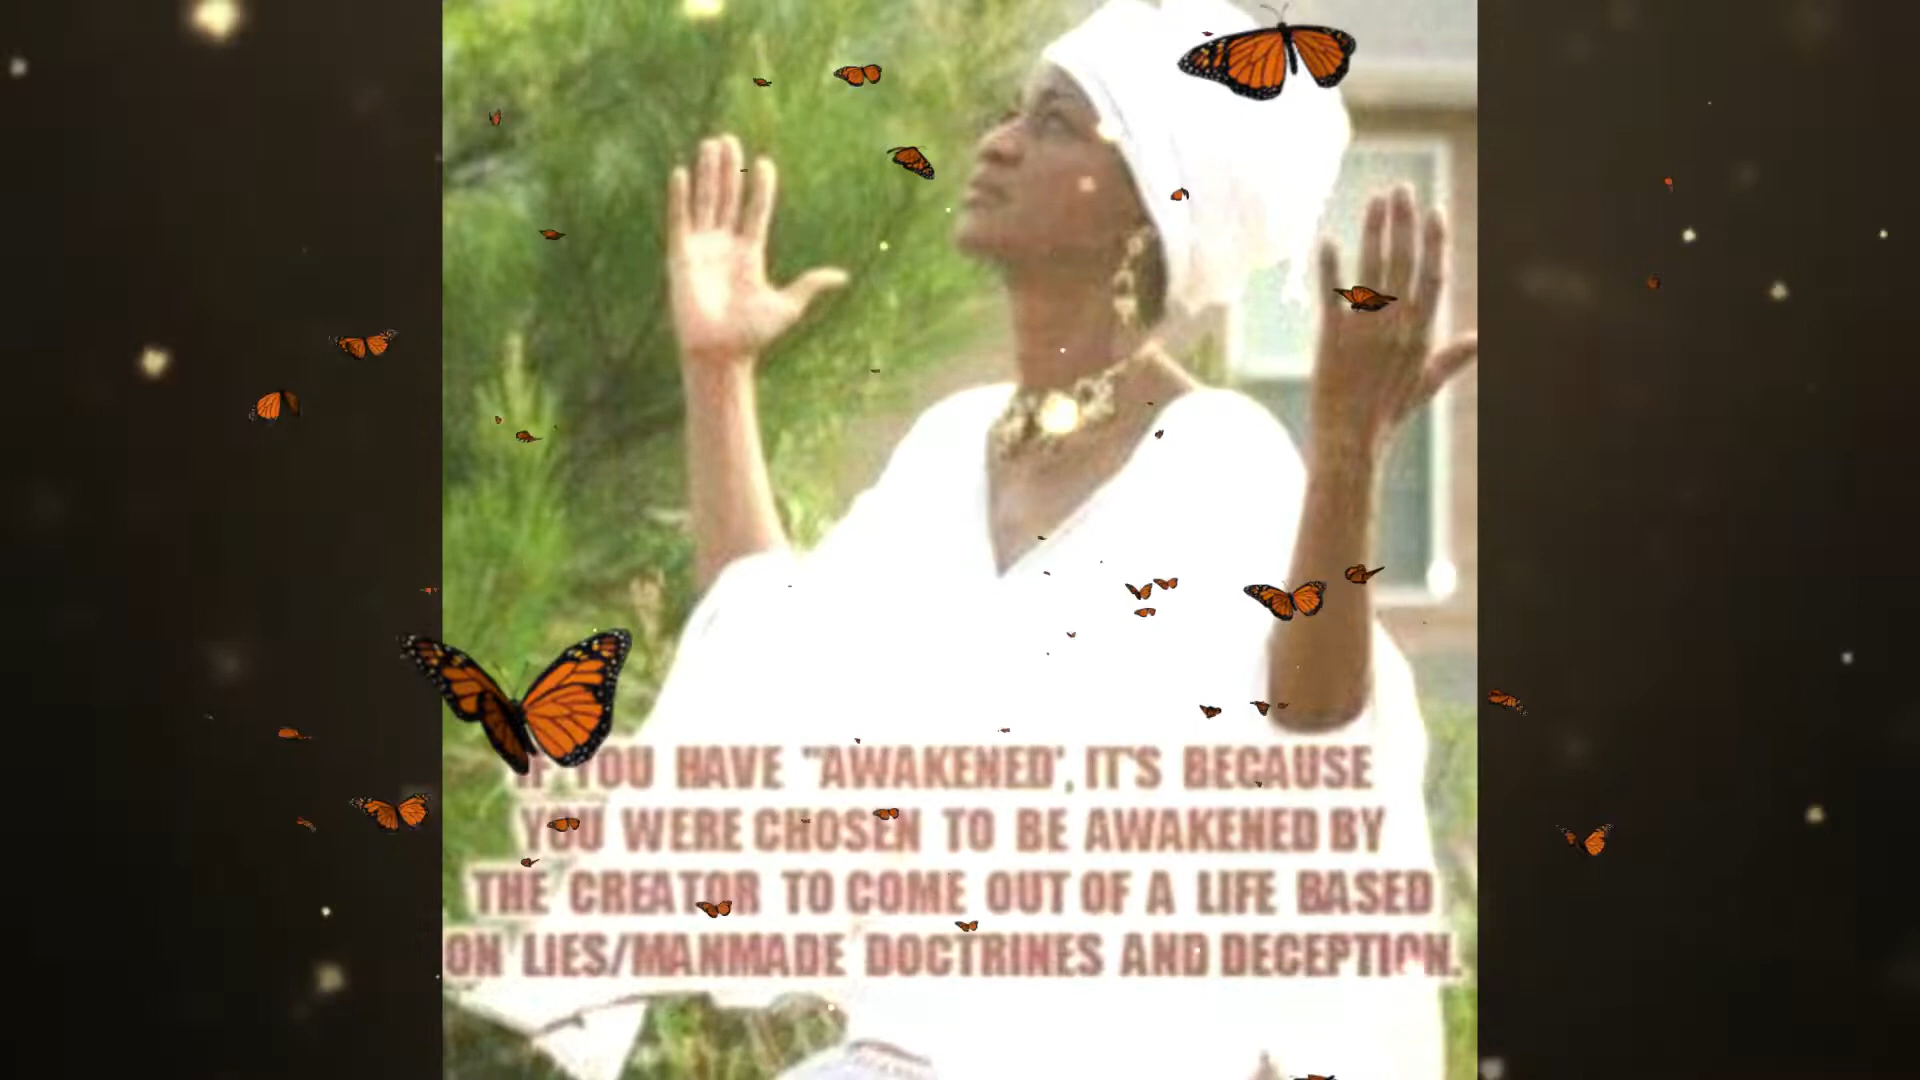 IF YOU HAVE "AWAKENED", IT'S BECAUSE
YOU WERE CHOSEN TO BE AWAKENED BY
THE CREATOR TO COME OUT OF A LIFE BASED
ON LIES/MANMADE DOCTRINES AND DECEPTION.